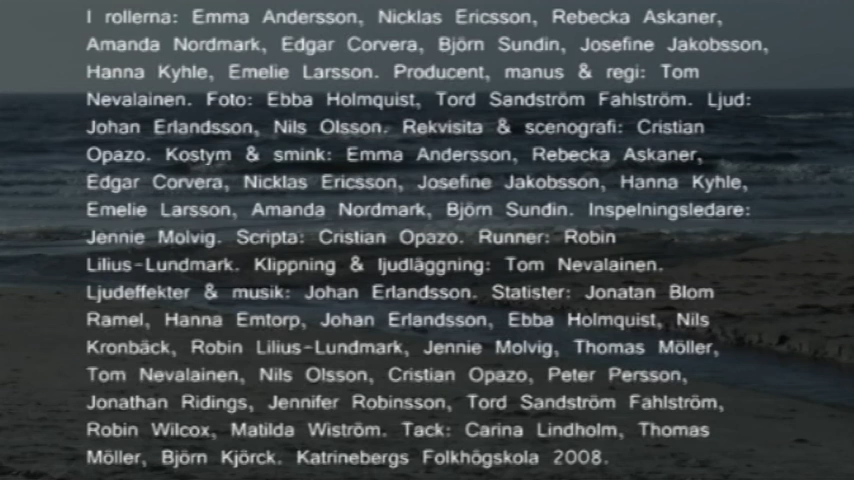 I rollerna: Emma Andersson, Nicklas Ericsson, Rebecka Askaner,
Amanda Nordmark, Edgar Corvera, Björn Sundin, Josefine Jakobsson,
Hanna Kyhle, Emelie Larsson. Producent, manus & regi: Tom
Nevalainen. Foto: Ebba Holmquist, Tord Sandström Fahlström. Ljud:
Johan Erlandsson, Nils Olsson. Rekvisita & scenografi: Cristian
Opazo. Kostym & smink: Emma Andersson, Rebecka Askaner,
Edgar Corvera, Nicklas Ericsson, Josefine Jakobsson, Hanna Kyhle,
Emelie Larsson, Amanda Nordmark, Björn Sundin. Inspelningsledare:
Jennie Molvig. Scripta: Cristian Opazo. Runner: Robin
Lilius-Lundmark. Klippning & ljudläggning: Tom Nevalainen.
Ljudeffekter & musik: Johan Erlandsson. Statister: Jonatan Blom
Ramel, Hanna Emtorp, Johan Erlandsson, Ebba Holmquist, Nils
Kronbäck, Robin Lilius-Lundmark, Jennie Molvig, Thomas Möller,
Tom Nevalainen, Nils Olsson, Cristian Opazo, Peter Persson,
Jonathan Ridings, Jennifer Robinsson, Tord Sandström Fahlström,
Robin Wilcox, Matilda Wiström. Tack: Carina Lindholm, Thomas
Möller, Björn Kjörck. Katrinebergs Folkhögskola 2008.